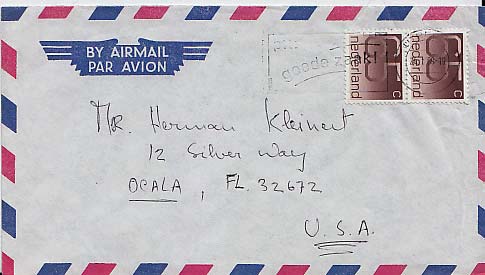 BY AIRMAIL
PAR AVION
goede zaak!
nederland
nederland
65 c
65 c
Mr. Herman Kleinert
12 Silver Way
OCALA, FL. 32672
U.S.A.